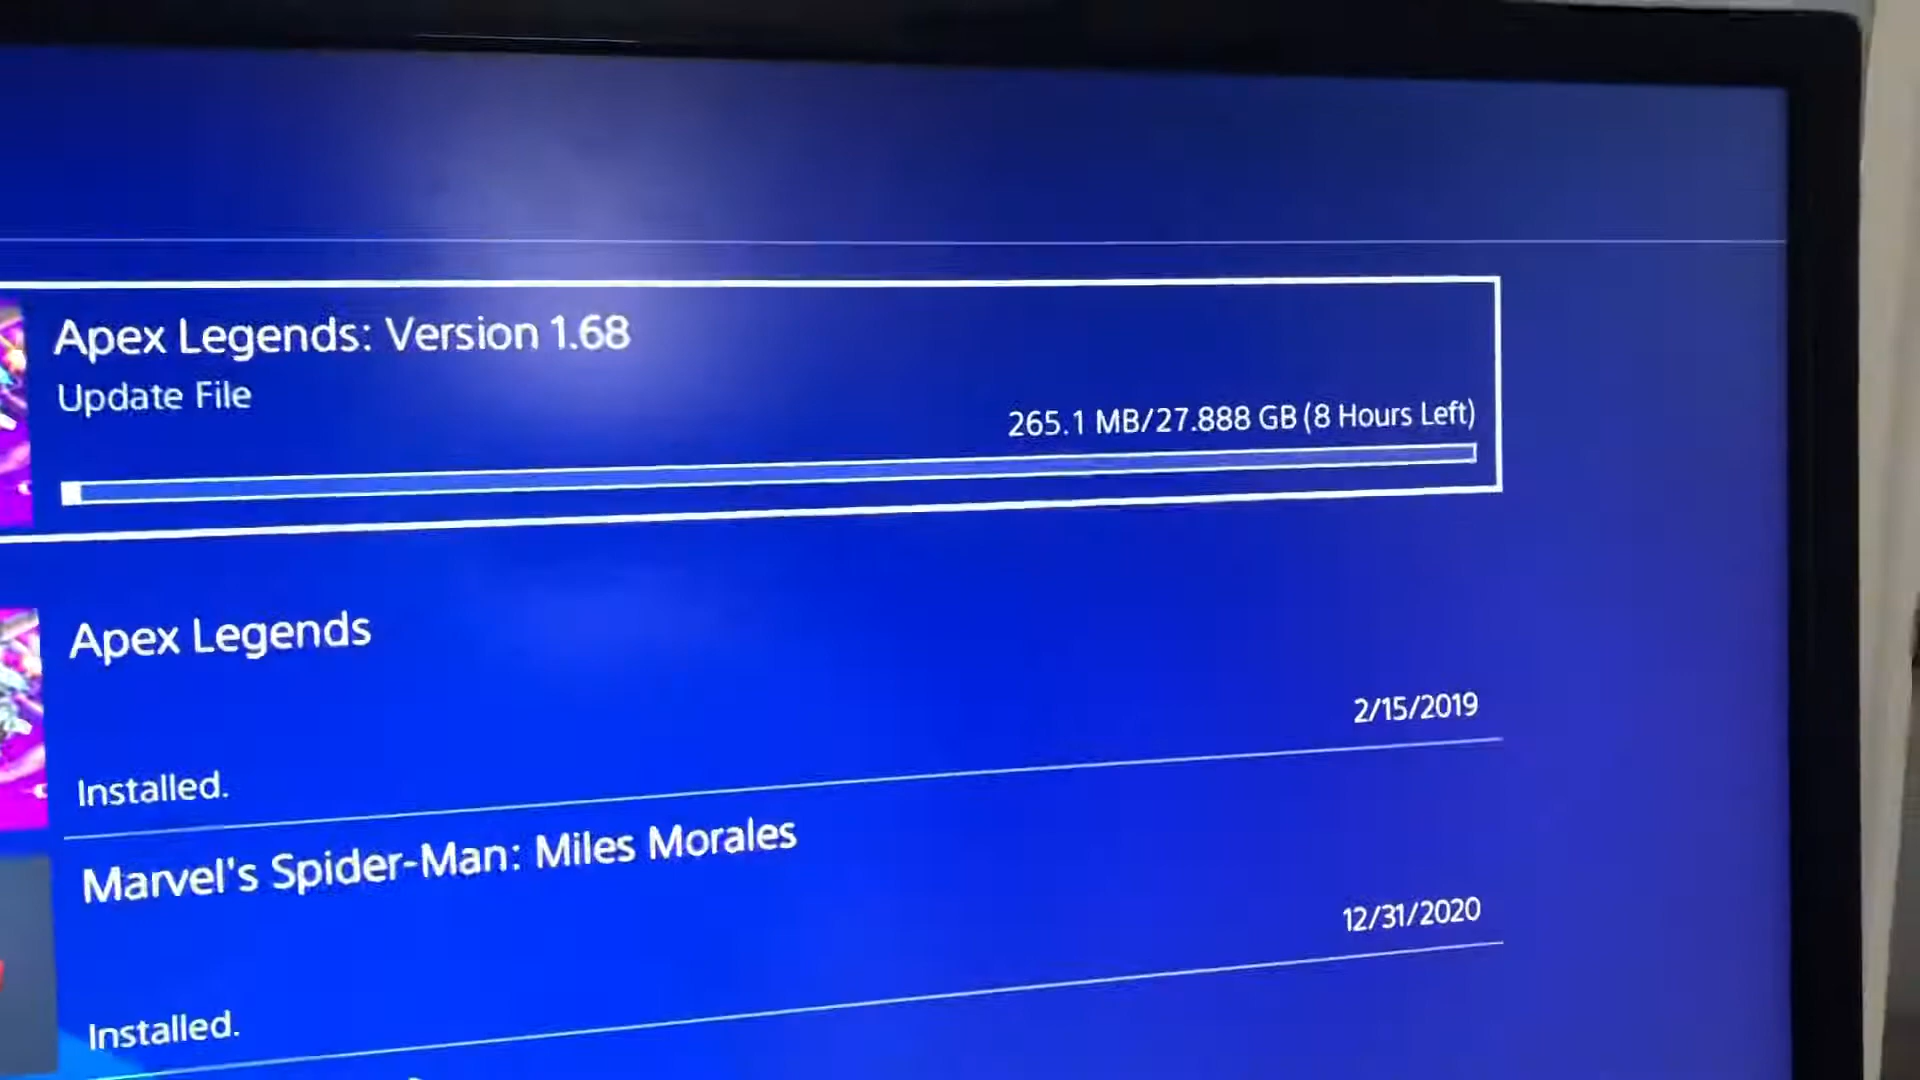 Apex Legends: Version 1.68
Update File
265.1 MB/27.888 GB (8 Hours Left)
Apex Legends
2/15/2019
Installed.
Marvel's Spider-Man: Miles Morales
12/31/2020
Installed.